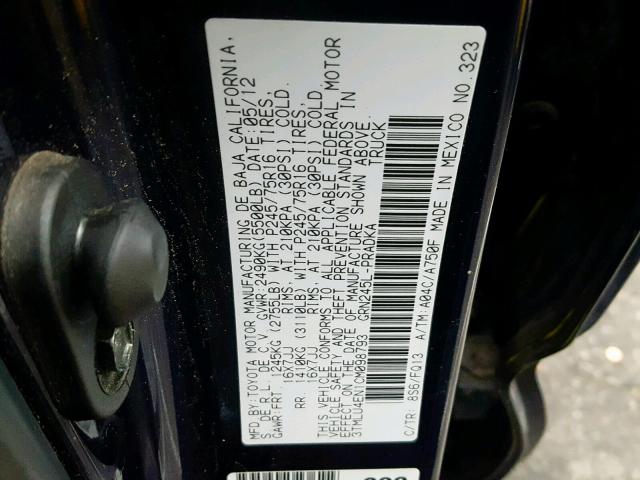 MFD.BY:TOYOTA MOTOR MANUFACTURING DE BAJA CALIFORNIA,
S.DE R.L. DE C.V. GVWR:2490KG(5500LB) DATE:05/12
GAWR:FRT. 1245KG (2755LB) WITH P245/75R16 TIRES,
16X7JJ RIMS, AT 210KPA (30PSI) COLD.
RR. 1410KG (3110LB) WITH P245/75R16 TIRES,
16X7JJ RIMS, AT 210KPA (30PSI) COLD.
THIS VEHICLE CONFORMS TO ALL APPLICABLE FEDERAL MOTOR
VEHICLE SAFETY AND THEFT PREVENTION STANDARDS IN
EFFECT ON THE DATE OF MANUFACTURE SHOWN ABOVE.
3TMLU4EN1CM098793 TRUCK
GRN245L-PRADKA
C/TR: 8S6/FQ13 A/TM: A04C/A750F MADE IN MEXICO NO.323